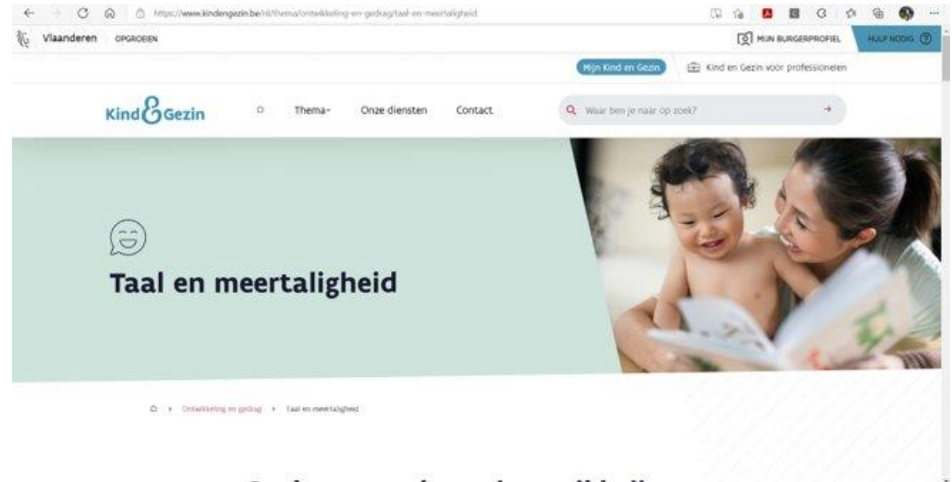 https://www.kindengezin.be/nl/thema/ontwikkeling-en-gedrag/taal-en-meertaligheid
Vlaanderen OPGROEIEN MIJN BURGERPROFIEL HULP NODIG
Mijn Kind en Gezin Kind en Gezin voor professionelen
Kind & Gezin Thema Onze diensten Contact Waar ben je naar op zoek?
Taal en meertaligheid
Ontwikkeling en gedrag Taal en meertaligheid